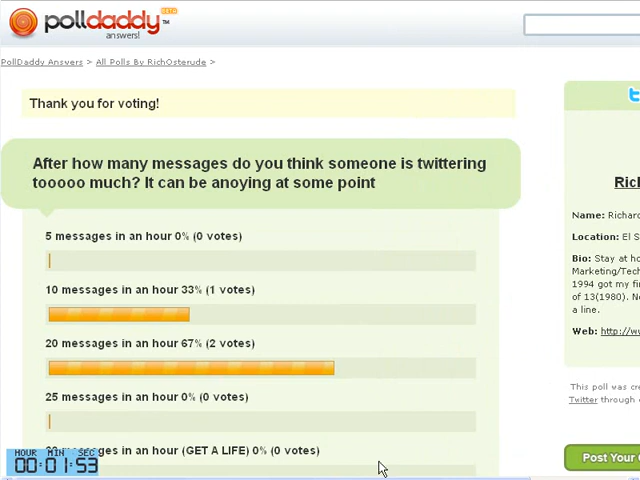 polldaddy™ BETA
answers!
PollDaddy Answers > All Polls By RichOsterude >
Thank you for voting!
After how many messages do you think someone is twittering
tooooo much? It can be anoying at some point
5 messages in an hour 0% (0 votes)
10 messages in an hour 33% (1 votes)
20 messages in an hour 67% (2 votes)
25 messages in an hour 0% (0 votes)
messages in an hour (GET A LIFE) 0% (0 votes)
HOUR MIN SEC
00:01:53
Name: Richar
Location: El S
Bio: Stay at ho
Marketing/Tech
1994 got my fir
of 13(1980). N
a line.
Web: http://w
This poll was cre
Twitter through
Post Your